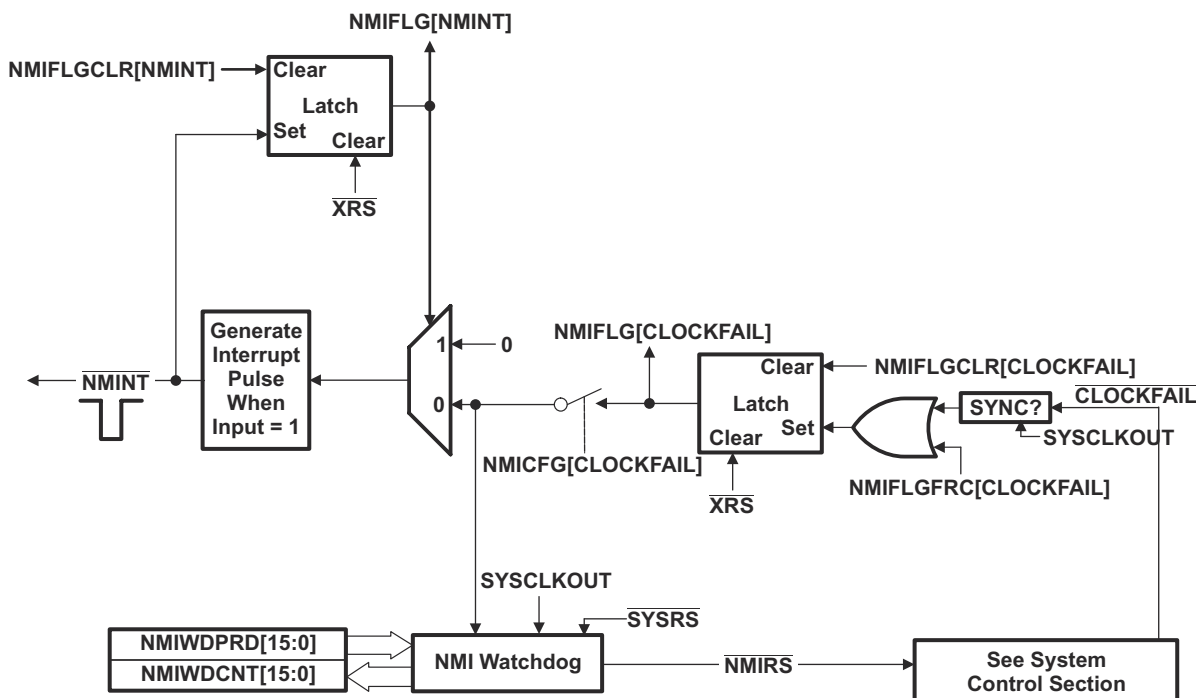 NMIFLG[NMINT]
NMIFLGCLR[NMINT]
Clear
Latch
Set
Clear
XRS
Generate
Interrupt
Pulse
When
Input = 1
NMINT
1
0
0
NMIFLG[CLOCKFAIL]
NMICFG[CLOCKFAIL]
Clear
Latch
Set
Clear
XRS
NMIFLGCLR[CLOCKFAIL]
CLOCKFAIL
SYNC?
SYSCLKOUT
NMIFLGFRC[CLOCKFAIL]
SYSCLKOUT
SYSRS
NMIWDPRD[15:0]
NMIWDCNT[15:0]
NMI Watchdog
NMIRS
See System
Control Section